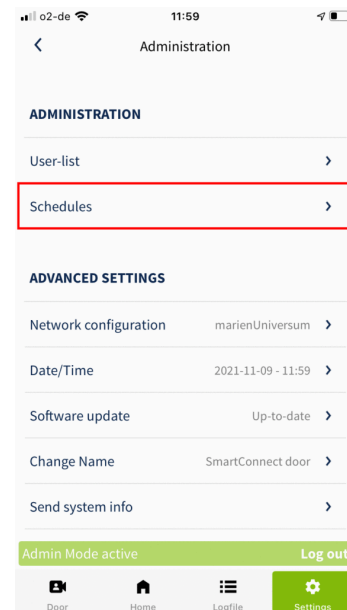 o2-de 11:59
Administration
ADMINISTRATION
User-list
Schedules
ADVANCED SETTINGS
Network configuration marienUniversum
Date/Time 2021-11-09 - 11:59
Software update Up-to-date
Change Name SmartConnect door
Send system info
Admin Mode active Log out
Door Home Logfile Settings